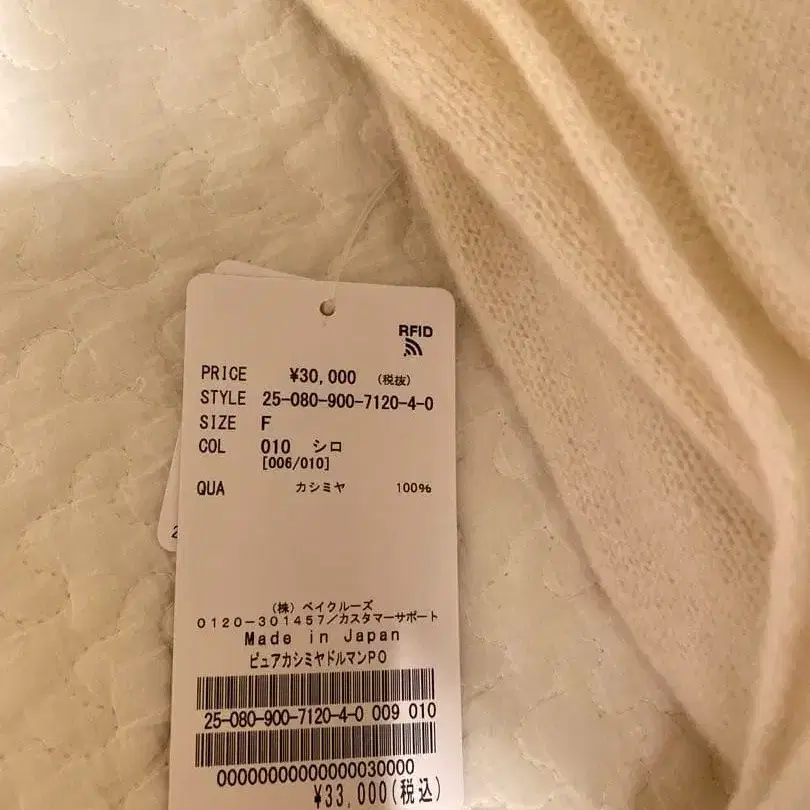 RFID
PRICE ¥30,000 (税抜)
STYLE 25-080-900-7120-4-0
SIZE F
COL 010 シロ
[006/010]
QUA カシミヤ 100%
2
(株) ベイクルーズ
0120-301457/カスタマーサポート
Made in Japan
ピュアカシミヤドルマンPO
25-080-900-7120-4-0 009 010
00000000000000030000
¥33,000(税込)